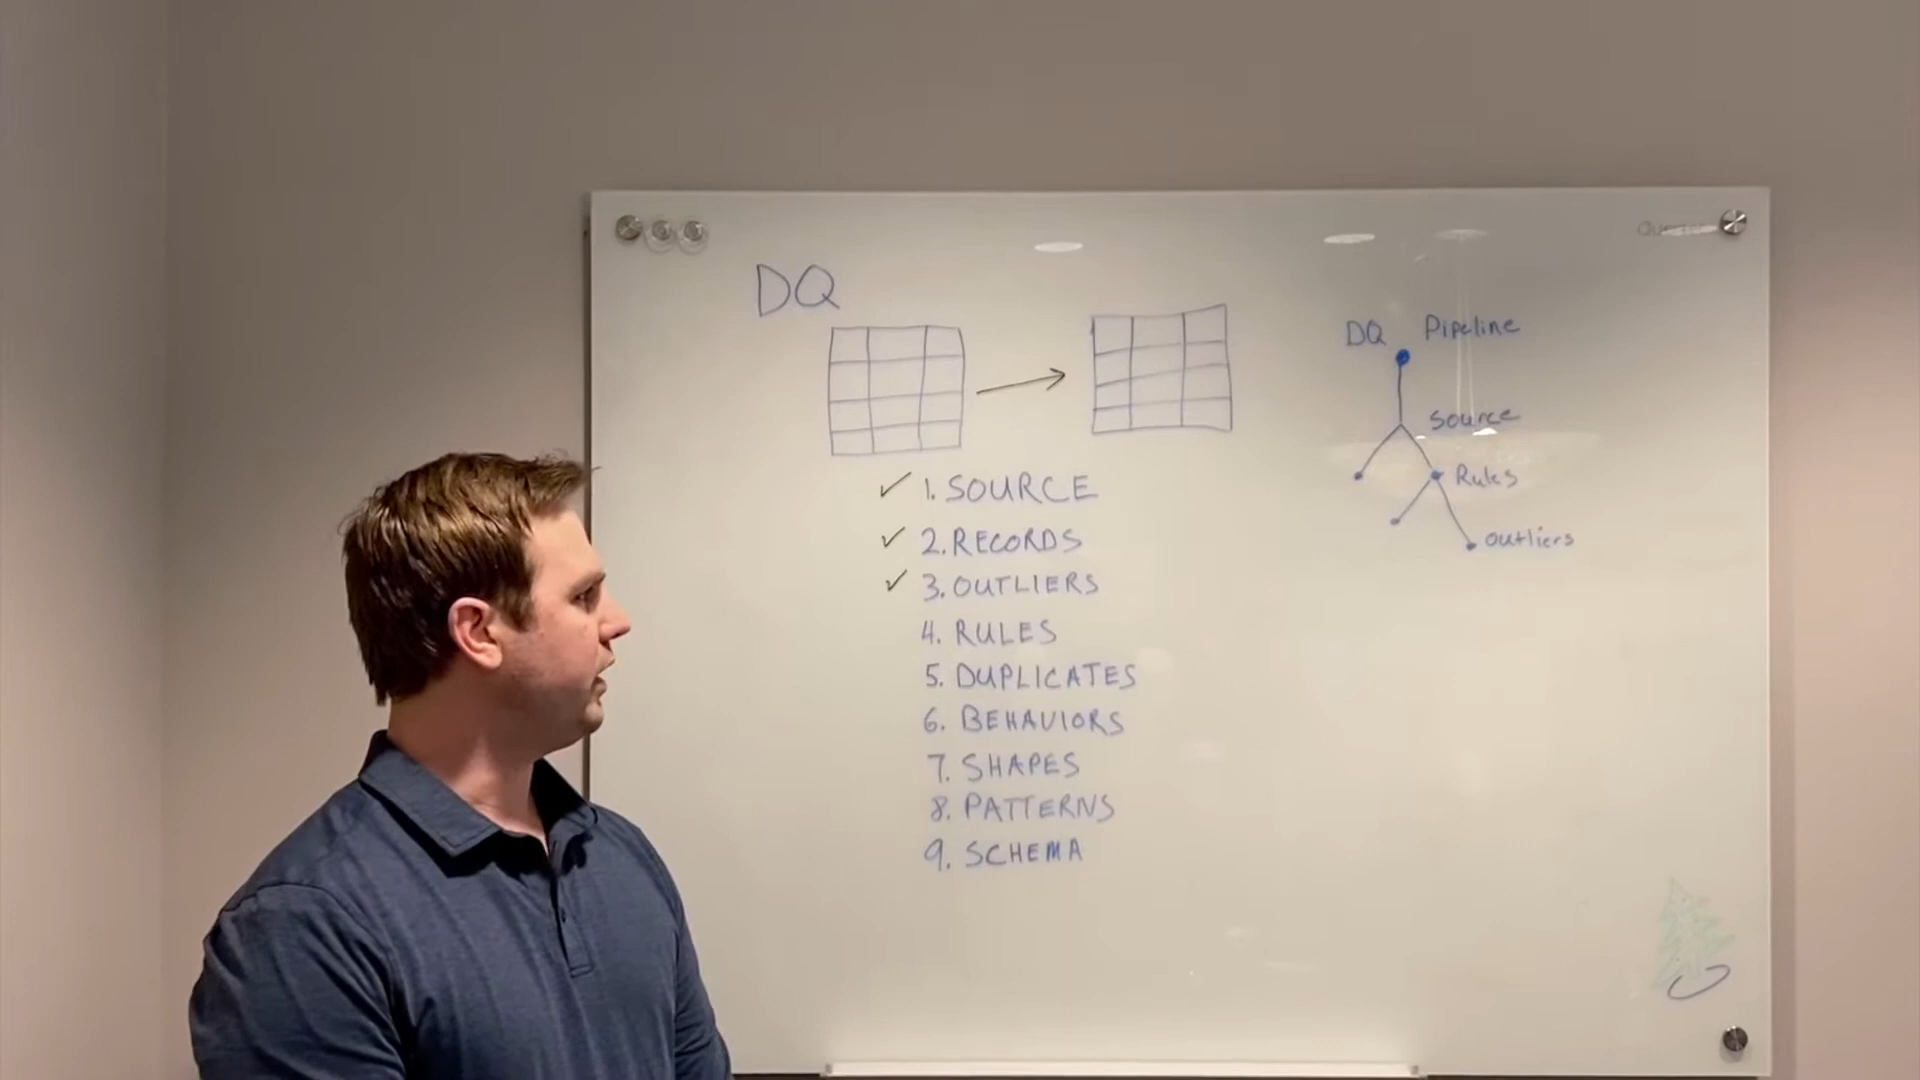 DQ
✓ 1. SOURCE
✓ 2. RECORDS
✓ 3. OUTLIERS
4. RULES
5. DUPLICATES
6. BEHAVIORS
7. SHAPES
8. PATTERNS
9. SCHEMA
DQ Pipeline
Source
Rules
Outliers